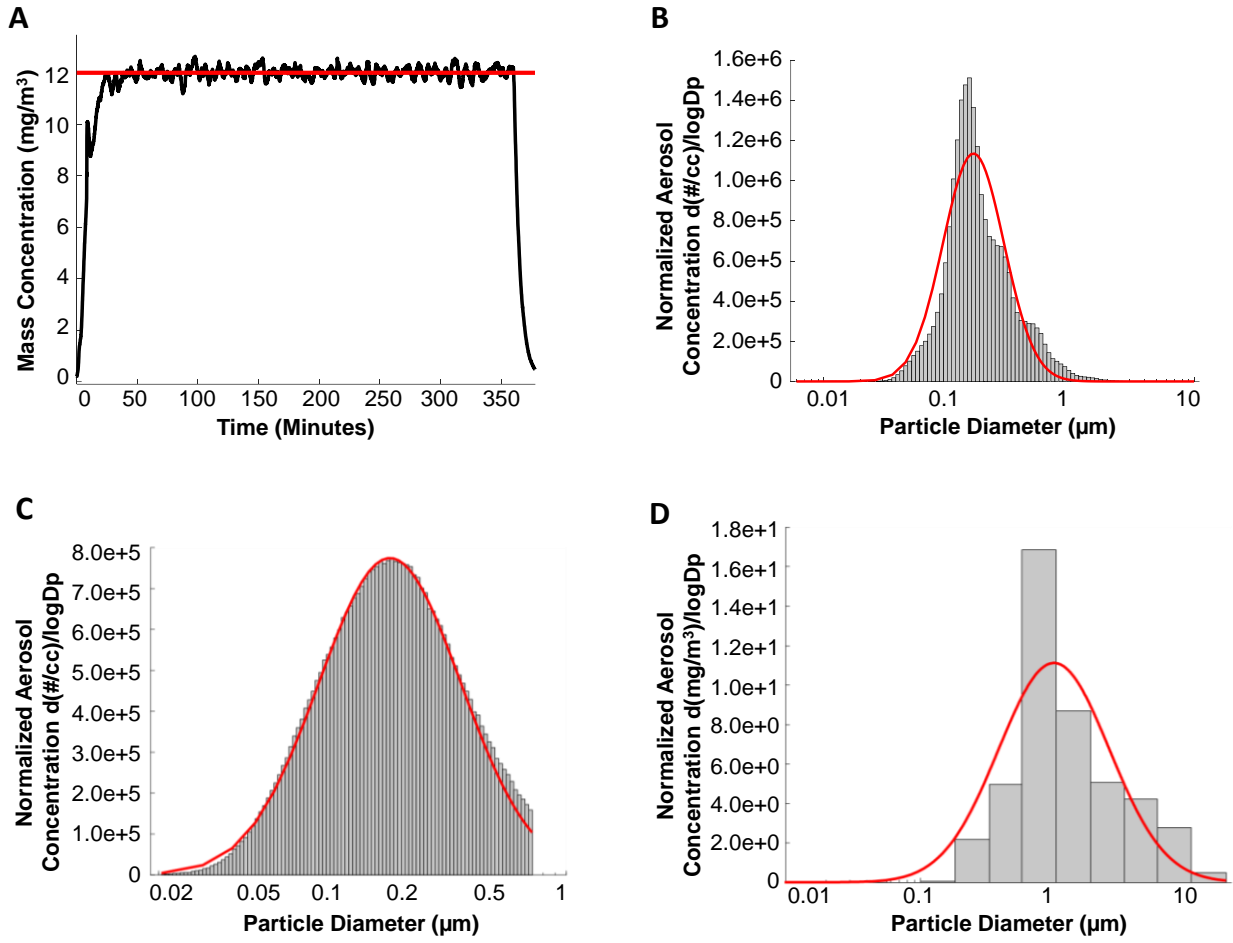 A
Mass Concentration (mg/m³)
12
10
8
6
4
2
0
0 50 100 150 200 250 300 350
Time (Minutes)
B
Normalized Aerosol
Concentration d(#/cc)/logDp
1.6e+6
1.4e+6
1.2e+6
1.0e+6
8.0e+5
6.0e+5
4.0e+5
2.0e+5
0
0.01 0.1 1 10
Particle Diameter (µm)
C
Normalized Aerosol
Concentration d(#/cc)/logDp
8.0e+5
7.0e+5
6.0e+5
5.0e+5
4.0e+5
3.0e+5
2.0e+5
1.0e+5
0
0.02 0.05 0.1 0.2 0.5 1
Particle Diameter (µm)
D
Normalized Aerosol
Concentration d(mg/m³)/logDp
1.8e+1
1.6e+1
1.4e+1
1.2e+1
1.0e+1
8.0e+0
6.0e+0
4.0e+0
2.0e+0
0
0.01 0.1 1 10
Particle Diameter (µm)